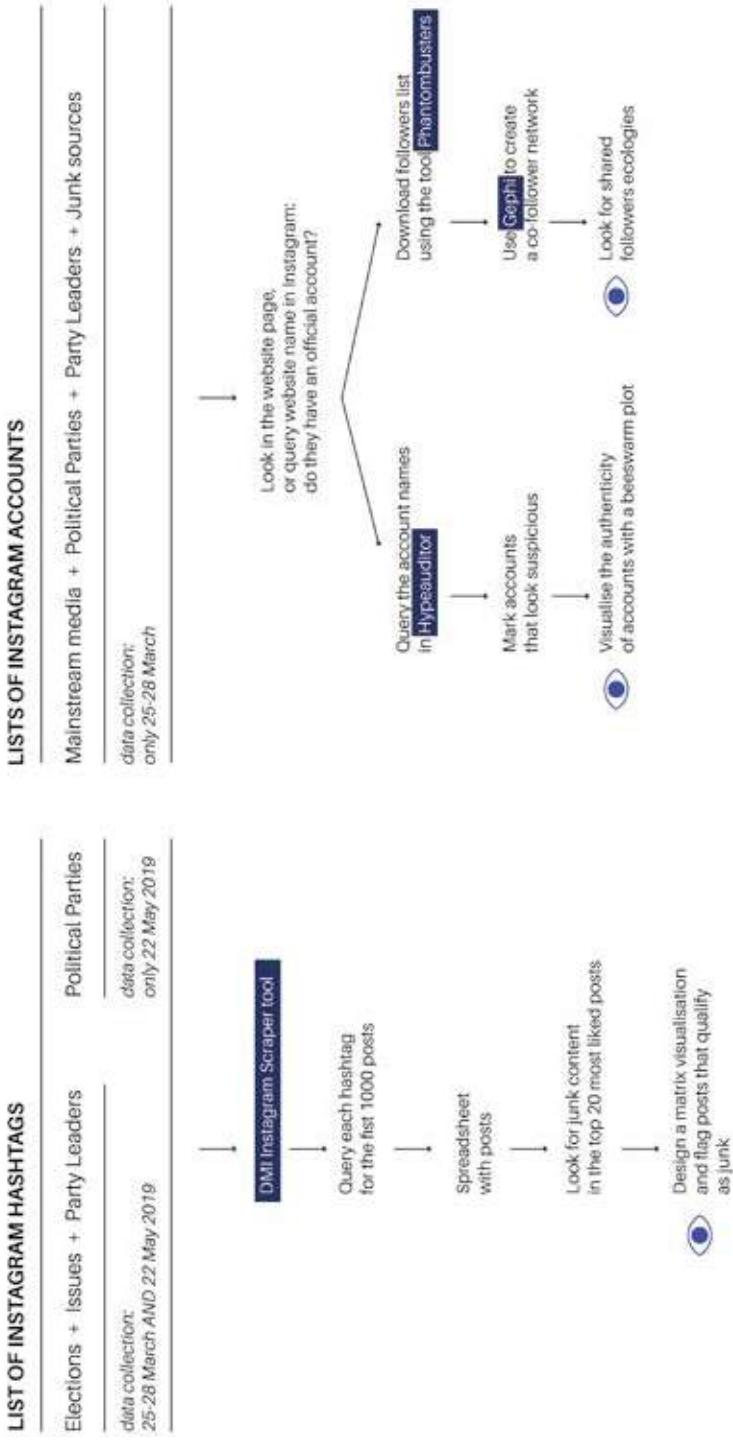 LIST OF INSTAGRAM HASHTAGS
Elections + Issues + Party Leaders
Political Parties
data collection:
25-28 March AND 22 May 2019
data collection:
only 22 May 2019
DMI Instagram Scraper tool
Query each hashtag
for the fist 1000 posts
Spreadsheet
with posts
Look for junk content
in the top 20 most liked posts
Design a matrix visualisation
and flag posts that qualify
as junk
LISTS OF INSTAGRAM ACCOUNTS
Mainstream media + Political Parties + Party Leaders + Junk sources
data collection:
only 25-28 March
Look in the website page,
or query website name in Instagram:
do they have an official account?
Query the account names
in Hypeauditor
Mark accounts
that look suspicious
Visualise the authenticity
of accounts with a beeswarm plot
Download followers list
using the tool Phantombusters
Use Gephi to create
a co-follower network
Look for shared
followers ecologies